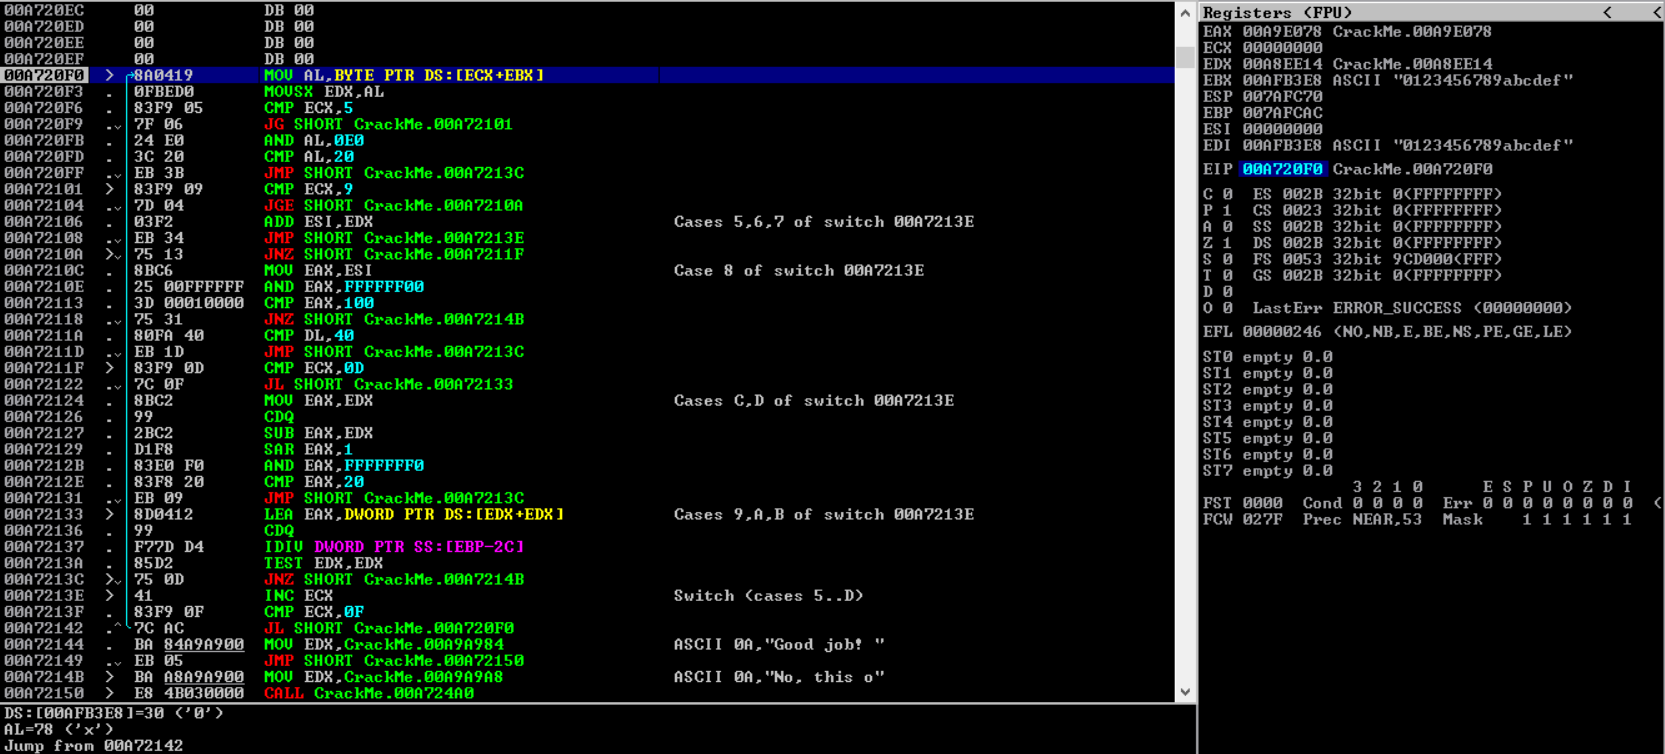 00A720EC 00 DB 00
00A720ED 00 DB 00
00A720EE 00 DB 00
00A720EF 00 DB 00
00A720F0 > 8A0419 MOV AL,BYTE PTR DS:[ECX+EBX]
00A720F3 . 0FBED0 MOVSX EDX,AL
00A720F6 . 83F9 05 CMP ECX,5
00A720F9 . 7F 06 JG SHORT CrackMe.00A72101
00A720FB . 24 E0 AND AL,0E0
00A720FD . 3C 20 CMP AL,20
00A720FF . EB 3B JMP SHORT CrackMe.00A7213C
00A72101 > 83F9 09 CMP ECX,9
00A72104 . 7D 04 JGE SHORT CrackMe.00A7210A
00A72106 . 03F2 ADD ESI,EDX Cases 5,6,7 of switch 00A7213E
00A72108 . EB 34 JMP SHORT CrackMe.00A7213E
00A7210A > 75 13 JNZ SHORT CrackMe.00A7211F
00A7210C . 8BC6 MOV EAX,ESI Case 8 of switch 00A7213E
00A7210E . 25 00FFFFFF AND EAX,FFFFFF00
00A72113 . 3D 00010000 CMP EAX,100
00A72118 . 75 31 JNZ SHORT CrackMe.00A7214B
00A7211A . 80FA 40 CMP DL,40
00A7211D . EB 1D JMP SHORT CrackMe.00A7213C
00A7211F > 83F9 0D CMP ECX,0D
00A72122 . 7C 0F JL SHORT CrackMe.00A72133
00A72124 . 8BC2 MOV EAX,EDX Cases C,D of switch 00A7213E
00A72126 . 99 CDQ
00A72127 . 2BC2 SUB EAX,EDX
00A72129 . D1F8 SAR EAX,1
00A7212B . 83E0 F0 AND EAX,FFFFFFF0
00A7212E . 83F8 20 CMP EAX,20
00A72131 . EB 09 JMP SHORT CrackMe.00A7213C
00A72133 > 8D0412 LEA EAX,DWORD PTR DS:[EDX+EDX] Cases 9,A,B of switch 00A7213E
00A72136 . 99 CDQ
00A72137 . F77D D4 IDIV DWORD PTR SS:[EBP-2C]
00A7213A . 85D2 TEST EDX,EDX
00A7213C > 75 0D JNZ SHORT CrackMe.00A7214B
00A7213E > 41 INC ECX Switch (cases 5..D)
00A7213F . 83F9 0F CMP ECX,0F
00A72142 .^ 7C AC JL SHORT CrackMe.00A720F0
00A72144 . BA 84A9A900 MOV EDX,CrackMe.00A9A984 ASCII 0A,"Good job! "
00A72149 . EB 05 JMP SHORT CrackMe.00A72150
00A7214B > BA A8A9A900 MOV EDX,CrackMe.00A9A9A8 ASCII 0A,"No, this o"
00A72150 > E8 4B030000 CALL CrackMe.00A724A0
DS:[00AFB3E8]=30 ('0')
AL=78 ('x')
Jump from 00A72142
Registers (FPU) < <
EAX 00A9E078 CrackMe.00A9E078
ECX 00000000
EDX 00A8EE14 CrackMe.00A8EE14
EBX 00AFB3E8 ASCII "0123456789abcdef"
ESP 007AFC70
EBP 007AFCAC
ESI 00000000
EDI 00AFB3E8 ASCII "0123456789abcdef"
EIP 00A720F0 CrackMe.00A720F0
C 0 ES 002B 32bit 0(FFFFFFFF)
P 1 CS 0023 32bit 0(FFFFFFFF)
A 0 SS 002B 32bit 0(FFFFFFFF)
Z 1 DS 002B 32bit 0(FFFFFFFF)
S 0 FS 0053 32bit 9CD000(FFF)
T 0 GS 002B 32bit 0(FFFFFFFF)
D 0
O 0 LastErr ERROR_SUCCESS (00000000)
EFL 00000246 (NO,NB,E,BE,NS,PE,GE,LE)
ST0 empty 0.0
ST1 empty 0.0
ST2 empty 0.0
ST3 empty 0.0
ST4 empty 0.0
ST5 empty 0.0
ST6 empty 0.0
ST7 empty 0.0
3 2 1 0 E S P U O Z D I
FST 0000 Cond 0 0 0 0 Err 0 0 0 0 0 0 0 0 <
FCW 027F Prec NEAR,53 Mask 1 1 1 1 1 1